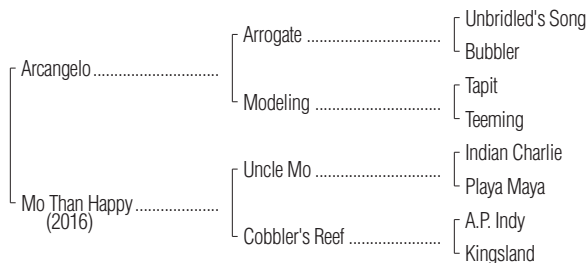 Unbridled's Song
Arrogate ................................
Bubbler
Arcangelo ................................
Tapit
Modeling ................................
Teeming
Indian Charlie
Uncle Mo ................................
Playa Maya
Mo Than Happy ......................
(2016)
A.P. Indy
Cobbler's Reef ........................
Kingsland